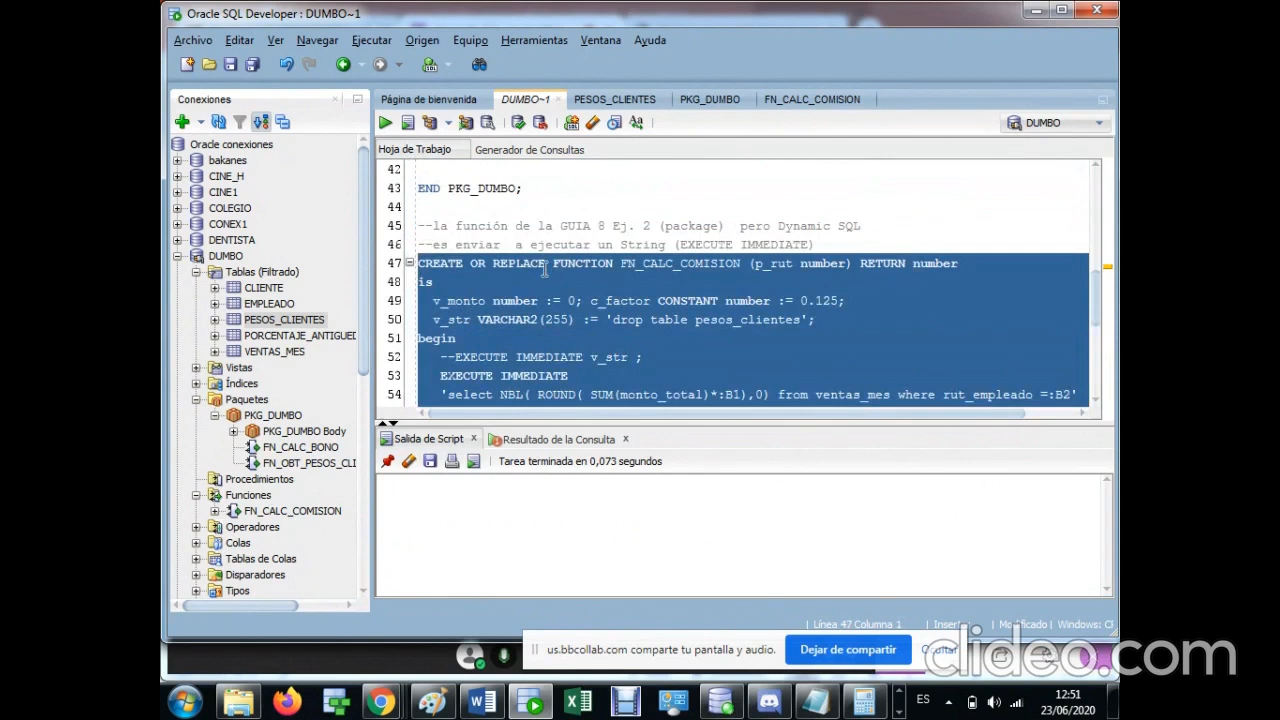 Oracle SQL Developer : DUMBO~1
Archivo Editar Ver Navegar Ejecutar Origen Equipo Herramientas Ventana Ayuda
Conexiones
Página de bienvenida DUMBO~1 PESOS_CLIENTES PKG_DUMBO FN_CALC_COMISION
DUMBO
Hoja de Trabajo Generador de Consultas
Oracle conexiones
bakanes
CINE_H
CINE1
COLEGIO
CONEX1
DENTISTA
DUMBO
Tablas (Filtrado)
CLIENTE
EMPLEADO
PESOS_CLIENTES
PORCENTAJE_ANTIGUED
VENTAS_MES
Vistas
Índices
Paquetes
PKG_DUMBO
PKG_DUMBO Body
FN_CALC_BONO
FN_OBT_PESOS_CLI
Procedimientos
Funciones
FN_CALC_COMISION
Operadores
Colas
Tablas de Colas
Disparadores
Tipos
42
43 END PKG_DUMBO;
44
45 --la función de la GUIA 8 Ej. 2 (package) pero Dynamic SQL
46 --es enviar a ejecutar un String (EXECUTE IMMEDIATE)
47 CREATE OR REPLACE FUNCTION FN_CALC_COMISION (p_rut number) RETURN number
48 is
49 v_monto number := 0; c_factor CONSTANT number := 0.125;
50 v_str VARCHAR2(255) := 'drop table pesos_clientes';
51 begin
52 --EXECUTE IMMEDIATE v_str ;
53 EXECUTE IMMEDIATE
54 'select NBL( ROUND( SUM(monto_total)*:B1),0) from ventas_mes where rut_empleado =:B2'
Salida de Script Resultado de la Consulta
Tarea terminada en 0,073 segundos
Línea 47 Columna 1 Modificado Windows:
us.bbcollab.com comparte tu pantalla y audio. Dejar de compartir Ocultar
clideo.com
ES 12:51
23/06/2020